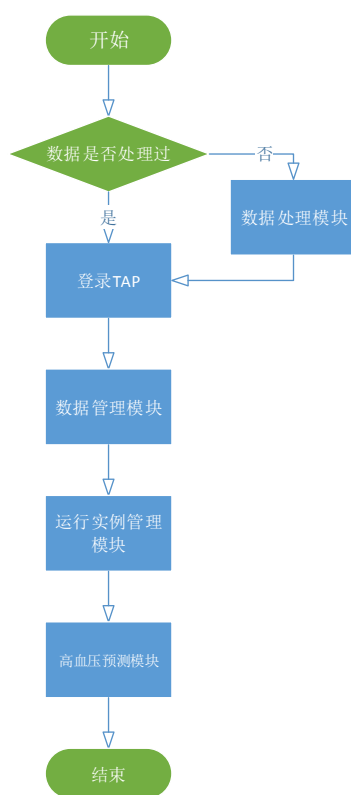 开始
数据是否处理过
否
数据处理模块
是
登录TAP
数据管理模块
运行实例管理
模块
高血压预测模块
结束